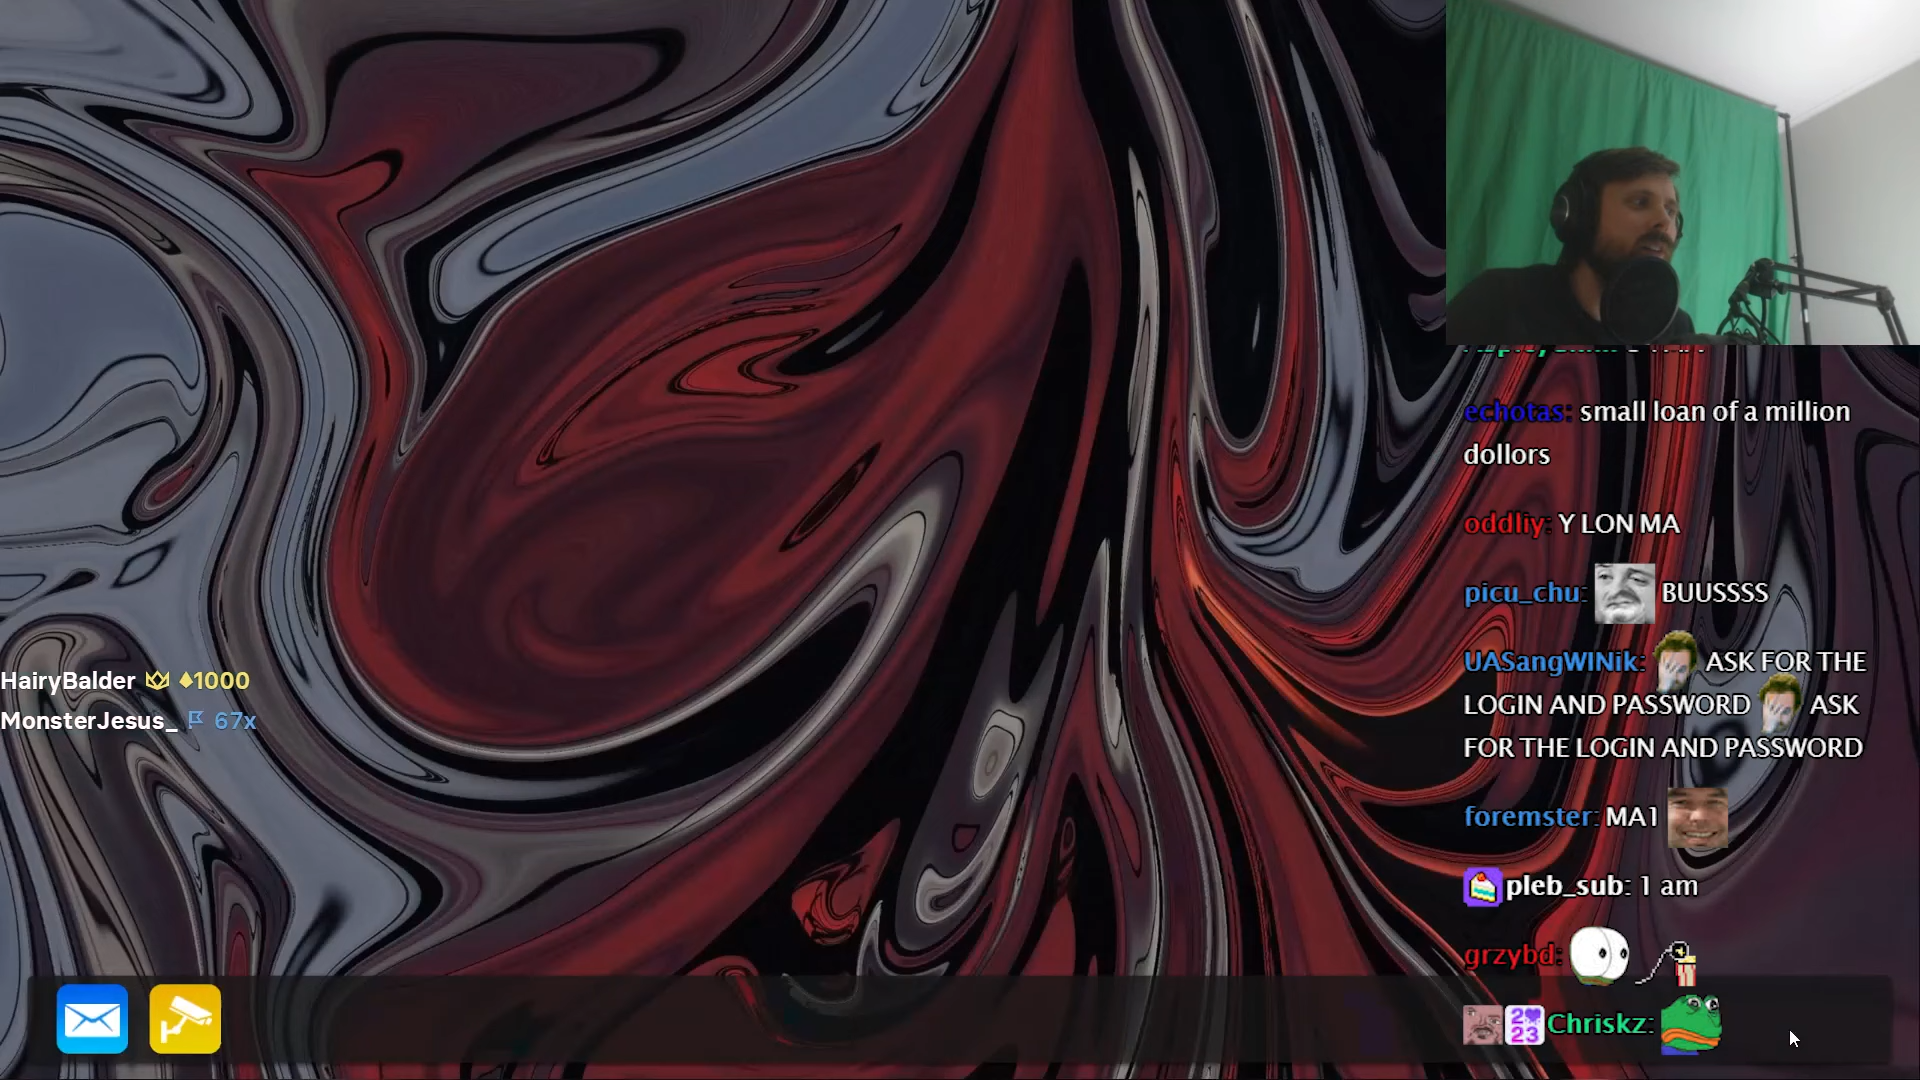 echotas: small loan of a million
dollors
oddliy: Y LON MA
picu_chu: BUUSSSS
UASangWINik: ASK FOR THE
LOGIN AND PASSWORD ASK
FOR THE LOGIN AND PASSWORD
foremster: MA1
pleb_sub: 1 am
grzybd:
2023 Chriskz:
HairyBalder 1000
MonsterJesus_ 67x